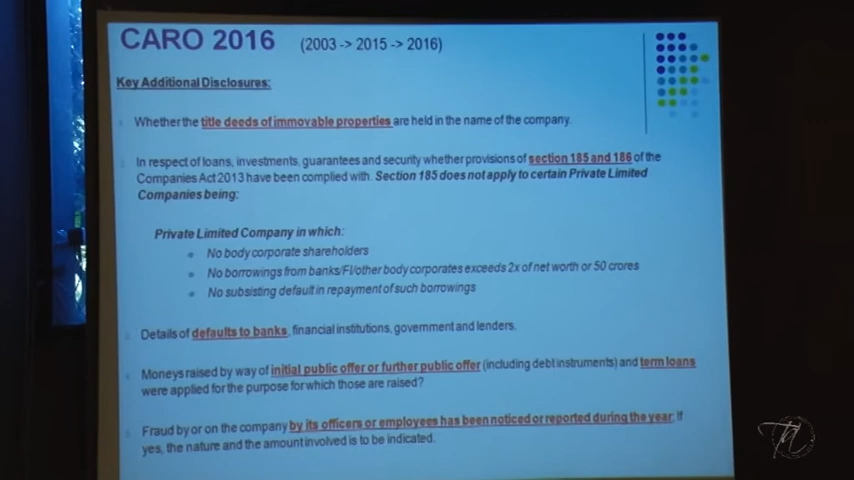 CARO 2016 (2003 -> 2015 -> 2016)
Key Additional Disclosures:
Whether the title deeds of immovable properties are held in the name of the company.
In respect of loans, investments, guarantees and security whether provisions of section 185 and 186 of the
Companies Act 2013 have been complied with. Section 185 does not apply to certain Private Limited
Companies being:
Private Limited Company in which:
No body corporate shareholders
No borrowings from banks/FI/other body corporates exceeds 2x of net worth or 50 crores
No subsisting default in repayment of such borrowings
Details of defaults to banks, financial institutions, government and lenders.
Moneys raised by way of initial public offer or further public offer (including debt instruments) and term loans
were applied for the purpose for which those are raised?
Fraud by or on the company by its officers or employees has been noticed or reported during the year; If
yes, the nature and the amount involved is to be indicated.